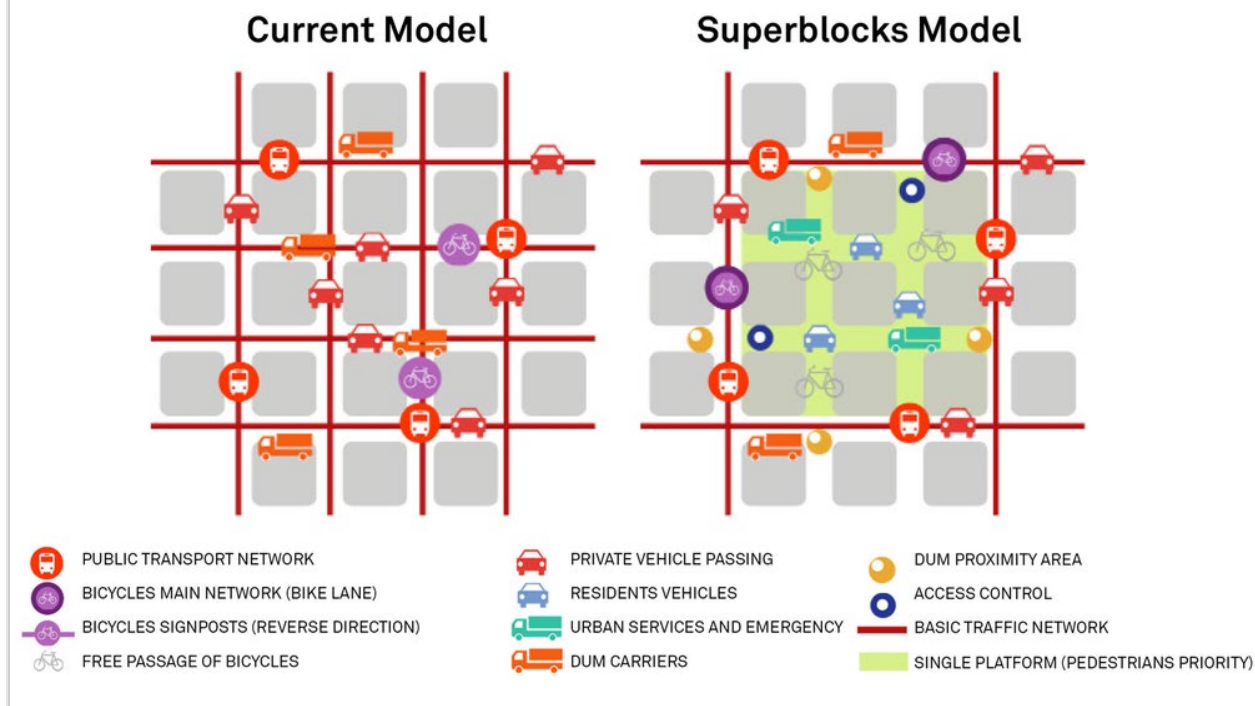 Current Model
Superblocks Model
PUBLIC TRANSPORT NETWORK
BICYCLES MAIN NETWORK (BIKE LANE)
BICYCLES SIGNPOSTS (REVERSE DIRECTION)
FREE PASSAGE OF BICYCLES
PRIVATE VEHICLE PASSING
RESIDENTS VEHICLES
URBAN SERVICES AND EMERGENCY
DUM CARRIERS
DUM PROXIMITY AREA
ACCESS CONTROL
BASIC TRAFFIC NETWORK
SINGLE PLATFORM (PEDESTRIANS PRIORITY)